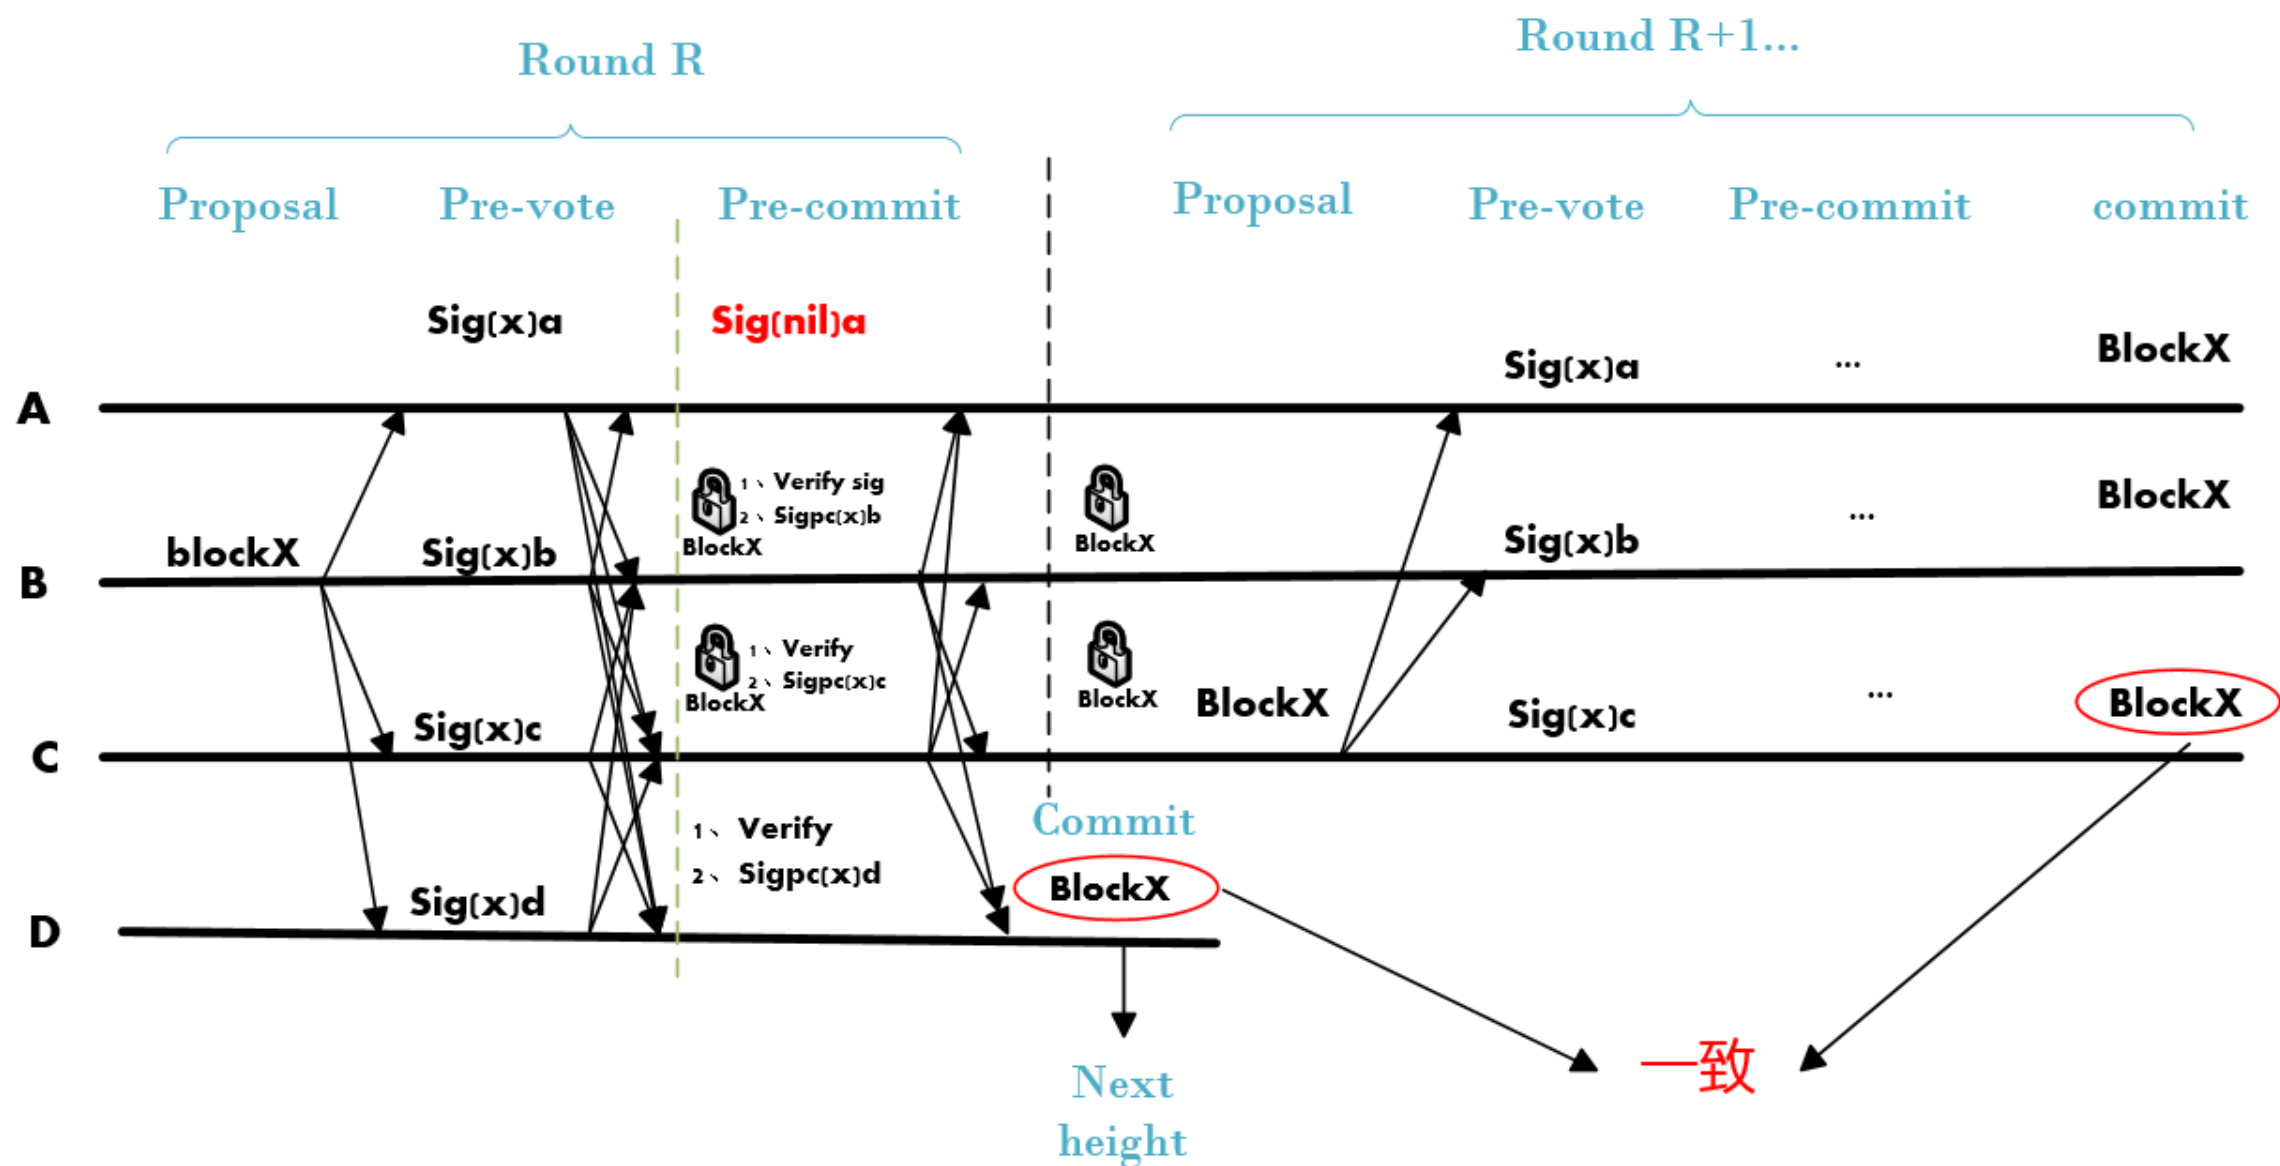 Round R
Round R+1...
Proposal
Pre-vote
Pre-commit
Proposal
Pre-vote
Pre-commit
commit
Sig(x)a
Sig(nil)a
Sig(x)a
...
BlockX
A
1、Verify sig
2、Sigpc(x)b
BlockX
BlockX
blockX
Sig(x)b
Sig(x)b
...
BlockX
B
1、Verify
2、Sigpc(x)c
BlockX
BlockX
BlockX
Sig(x)c
Sig(x)c
...
BlockX
C
Commit
1、Verify
2、Sigpc(x)d
BlockX
Sig(x)d
D
Next
height
一致